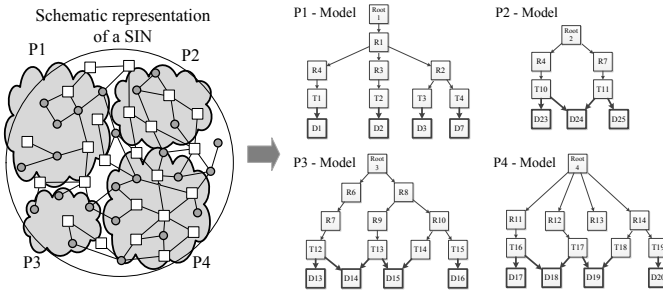 Schematic representation
of a SIN
P1
P2
P3
P4
P1 - Model
Root
1
R1
R4
R3
R2
T1
T2
T3
T4
D1
D2
D3
D7
P2 - Model
Root
2
R4
R7
T10
T11
D23
D24
D25
P3 - Model
Root
3
R6
R8
R7
R9
R10
T12
T13
T14
T15
D13
D14
D15
D16
P4 - Model
Root
4
R11
R12
R13
R14
T16
T17
T18
T19
D17
D18
D19
D20